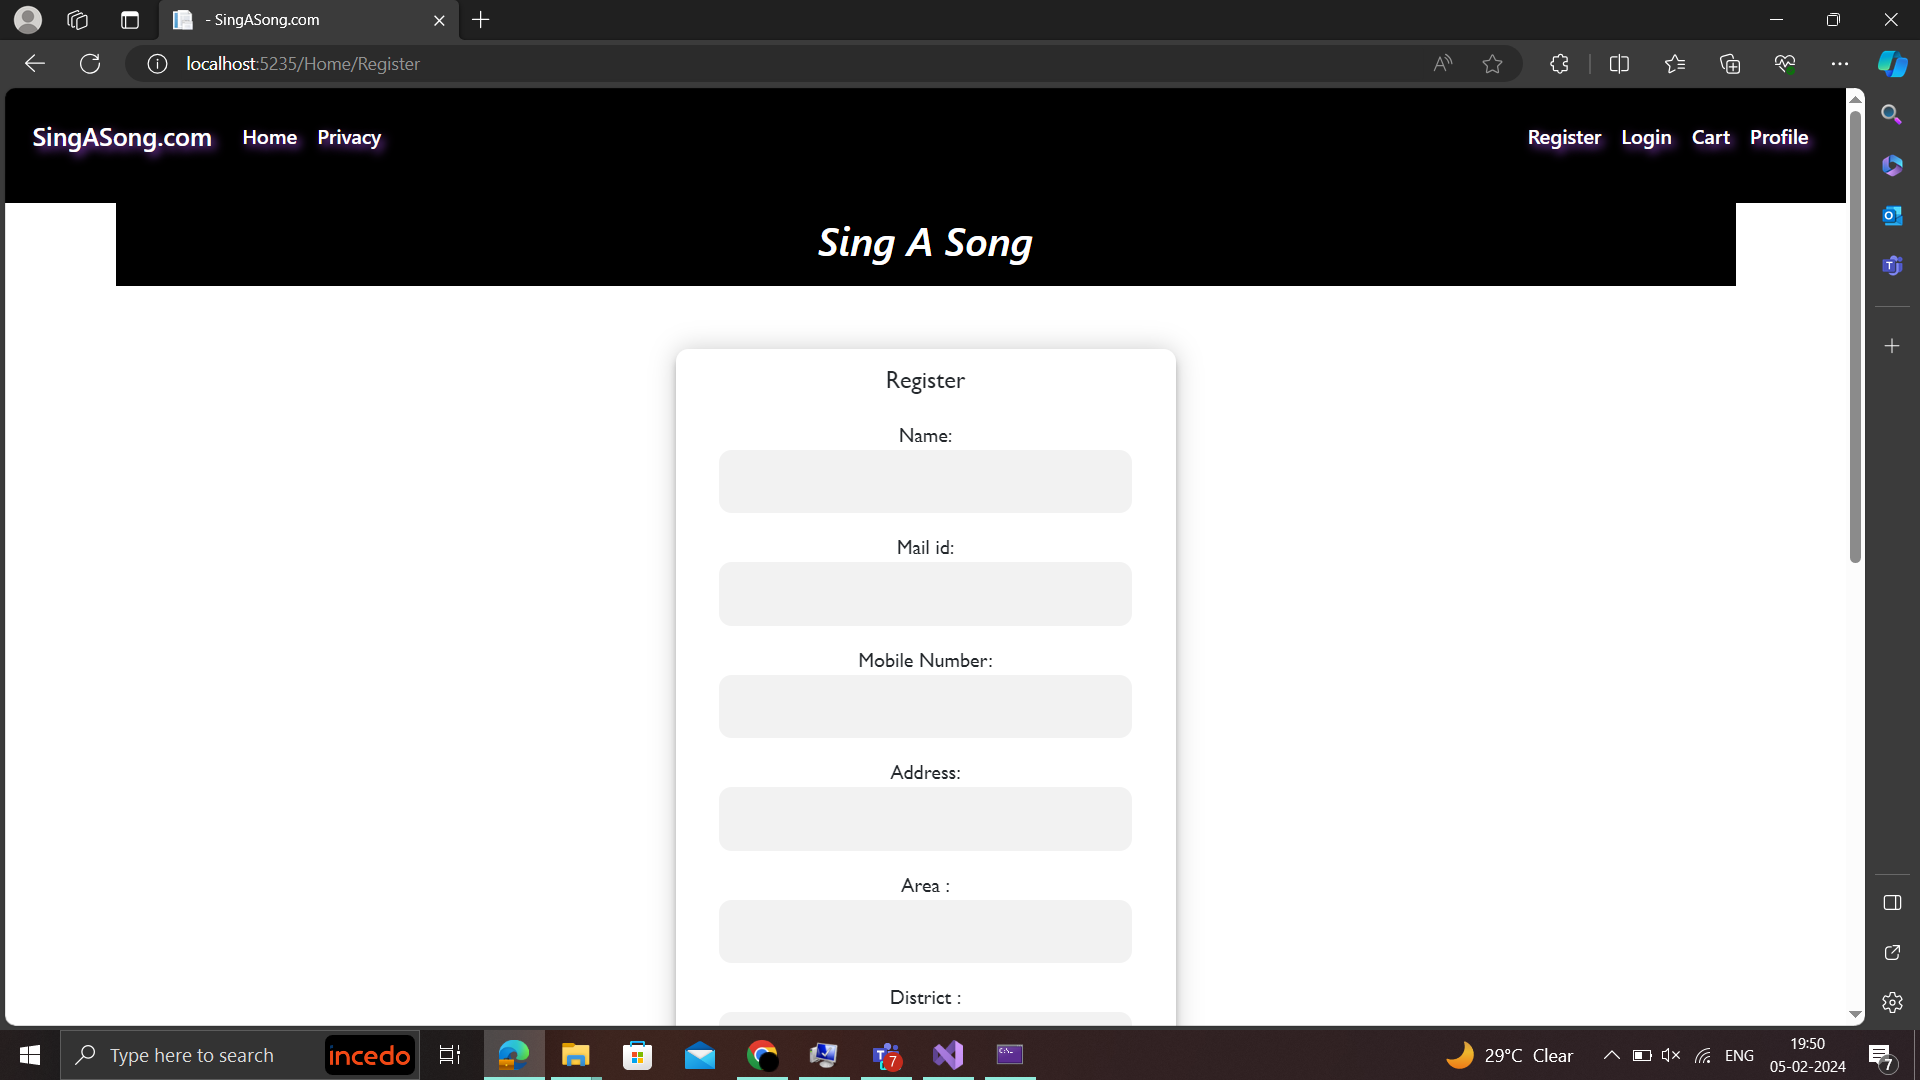 - SingASong.com
localhost:5235/Home/Register
SingASong.com Home Privacy Register Login Cart Profile
Sing A Song
Register
Name:
Mail id:
Mobile Number:
Address:
Area :
District :
Type here to search incedo 7 29°C Clear ENG 19:50
05-02-2024 7